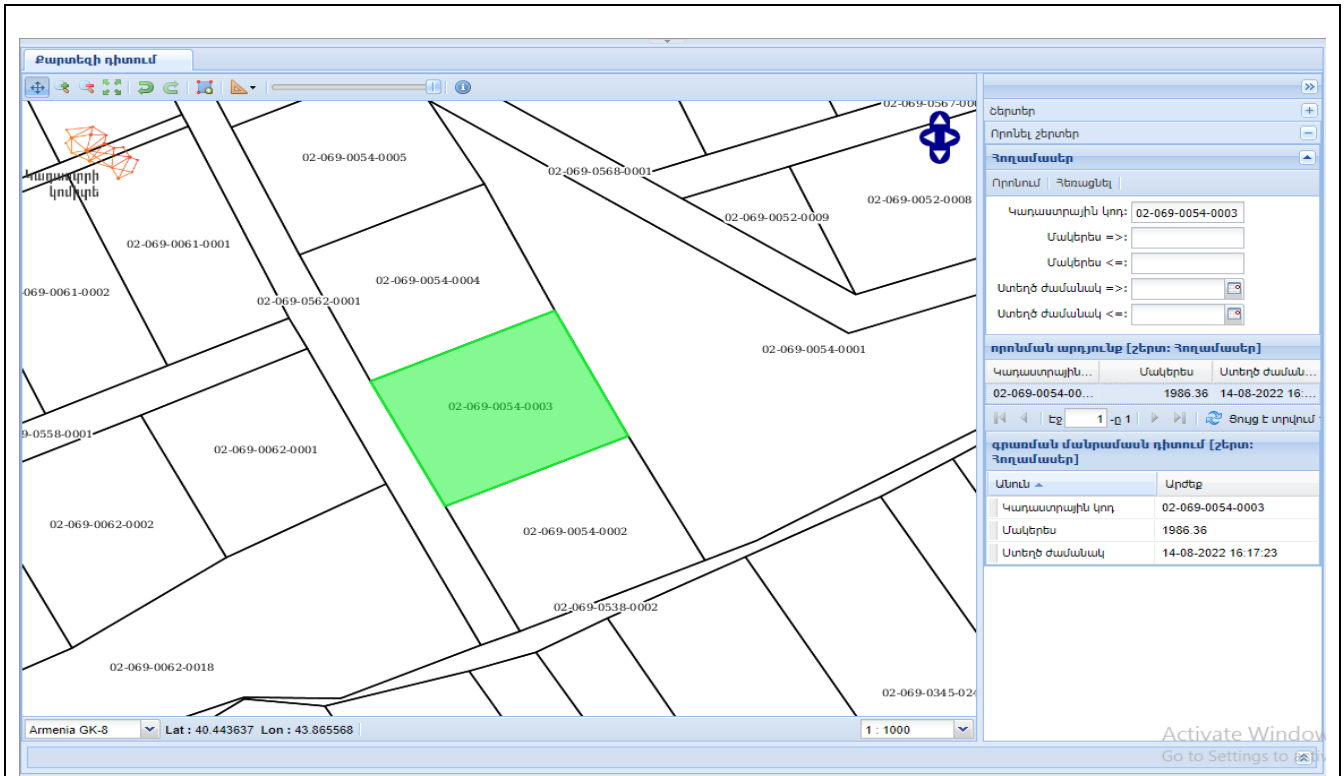 Քարտեզի դիտում
Կադաստրի
կոմիտե
02-069-0567-00
02-069-0054-0005
02-069-0568-0001
02-069-0052-0008
02-069-0052-0009
02-069-0061-0001
02-069-0054-0004
069-0061-0002
02-069-0562-0001
02-069-0054-0001
02-069-0054-0003
9-0558-0001
02-069-0062-0001
02-069-0062-0002
02-069-0054-0002
02-069-0538-0002
02-069-0062-0018
02-069-0345-024
Armenia GK-8 Lat : 40.443637 Lon : 43.865568 1 : 1000
Շերտեր
Որոնել շերտեր
Հողամասեր
Որոնում Հեռացնել
Կադաստրային կոդ: 02-069-0054-0003
Մակերես =>:
Մակերես <=:
Ստեղծ ժամանակ =>:
Ստեղծ ժամանակ <=:
որոնման արդյունք [շերտ: Հողամասեր]
Կադաստրային... Մակերես Ստեղծ ժաման...
02-069-0054-00... 1986.36 14-08-2022 16:...
Էջ 1 -ը 1 Ցույց է տրվում
գրառման մանրամասն դիտում [շերտ:
Հողամասեր]
Անուն Արժեք
Կադաստրային կոդ 02-069-0054-0003
Մակերես 1986.36
Ստեղծ ժամանակ 14-08-2022 16:17:23
Activate Window
Go to Settings to